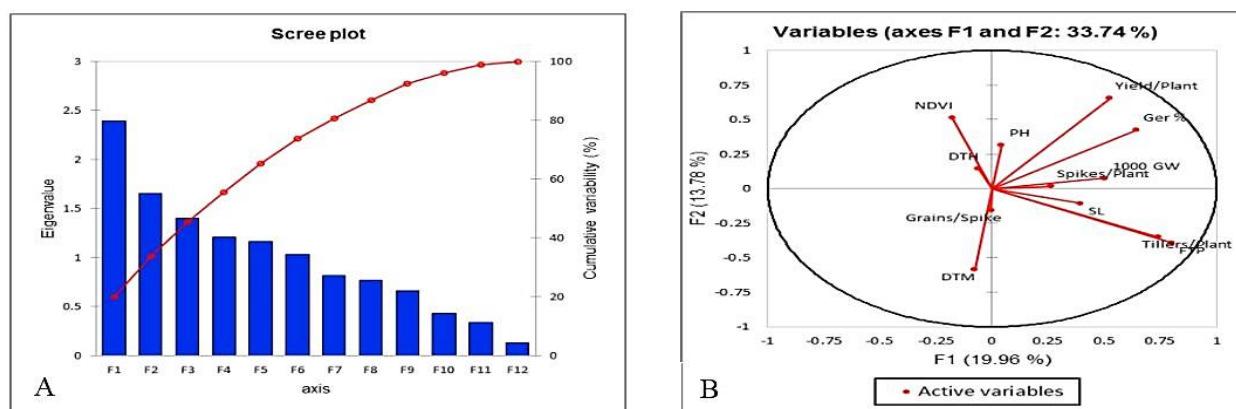 Scree plot
3
2.5
2
1.5
1
0.5
0
100
80
60
40
20
0
Eigenvalue
Cumulative variability (%)
F1 F2 F3 F4 F5 F6 F7 F8 F9 F10 F11 F12
axis
A
Variables (axes F1 and F2: 33.74 %)
1
0.75
0.5
0.25
0
-0.25
-0.5
-0.75
-1
F2 (13.78 %)
Yield/Plant
NDVI
Ger %
PH
DTH
1000 GW
Spikes/Plant
SL
Grains/Spike
Tillers/Plant
DTM
-1 -0.75 -0.5 -0.25 0 0.25 0.5 0.75 1
F1 (19.96 %)
Active variables
B